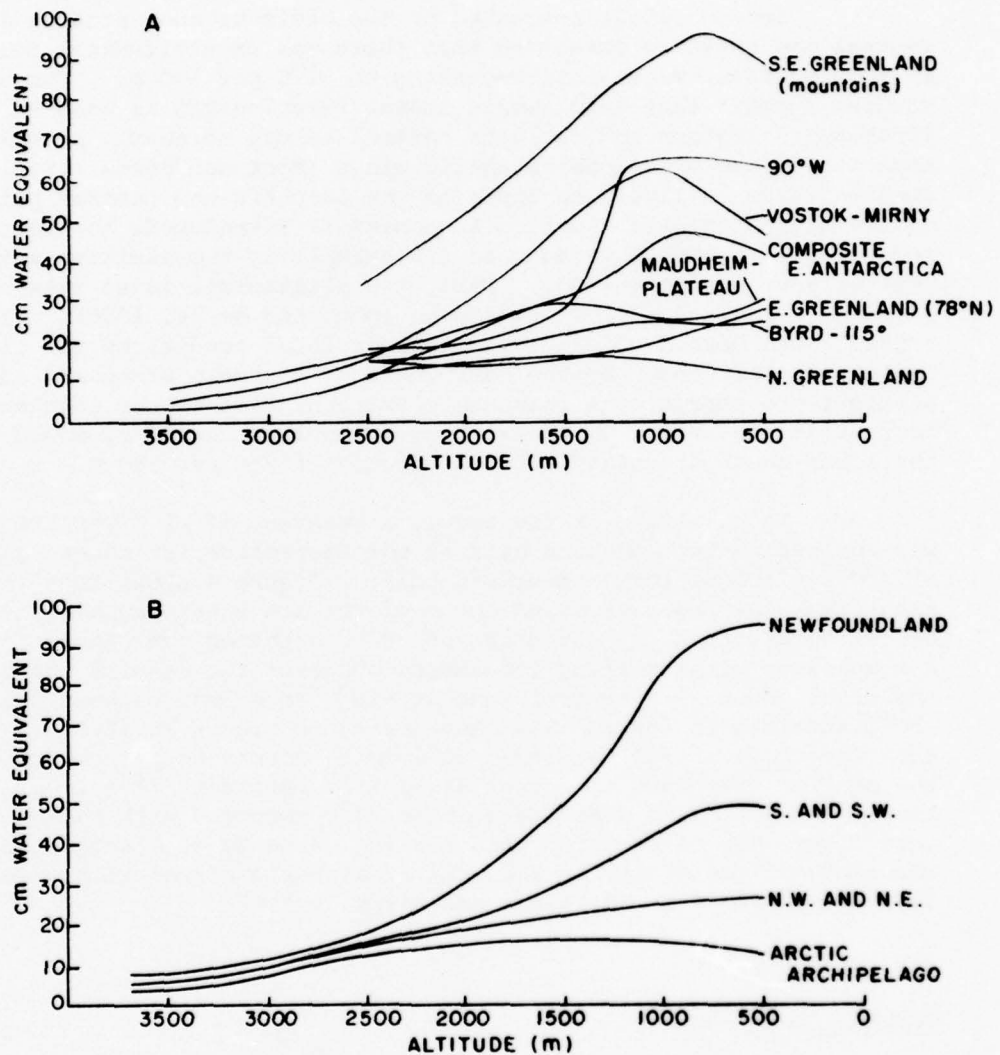 A
100
90
80
70
60
50
40
30
20
10
0
cm WATER EQUIVALENT
S.E. GREENLAND
(mountains)
90°W
VOSTOK - MIRNY
COMPOSITE
E. ANTARCTICA
MAUDHEIM-
PLATEAU
E. GREENLAND (78°N)
BYRD - 115°
N. GREENLAND
3500 3000 2500 2000 1500 1000 500 0
ALTITUDE (m)
B
100
90
80
70
60
50
40
30
20
10
0
cm WATER EQUIVALENT
NEWFOUNDLAND
S. AND S.W.
N.W. AND N.E.
ARCTIC
ARCHIPELAGO
3500 3000 2500 2000 1500 1000 500 0
ALTITUDE (m)